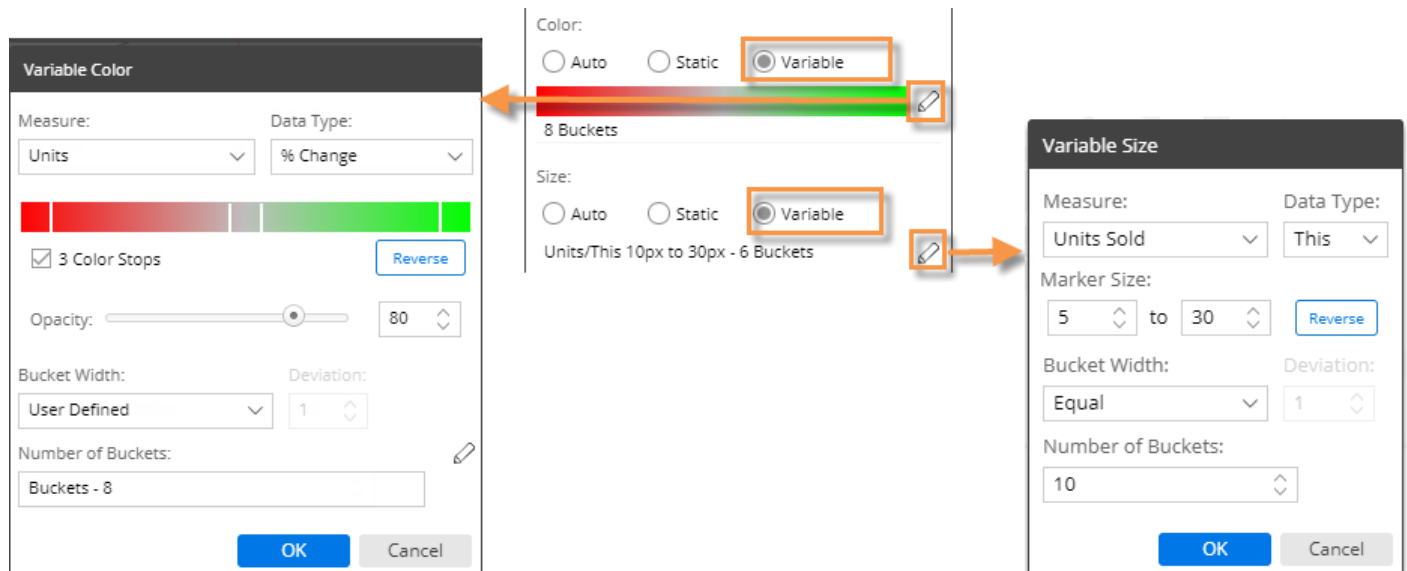 Variable Color
Measure: Data Type:
Units % Change
3 Color Stops Reverse
Opacity: 80
Bucket Width: Deviation:
User Defined 1
Number of Buckets:
Buckets - 8
OK Cancel
Color:
Auto Static Variable
8 Buckets
Size:
Auto Static Variable
Units/This 10px to 30px - 6 Buckets
Variable Size
Measure: Data Type:
Units Sold This
Marker Size:
5 to 30 Reverse
Bucket Width: Deviation:
Equal 1
Number of Buckets:
10
OK Cancel